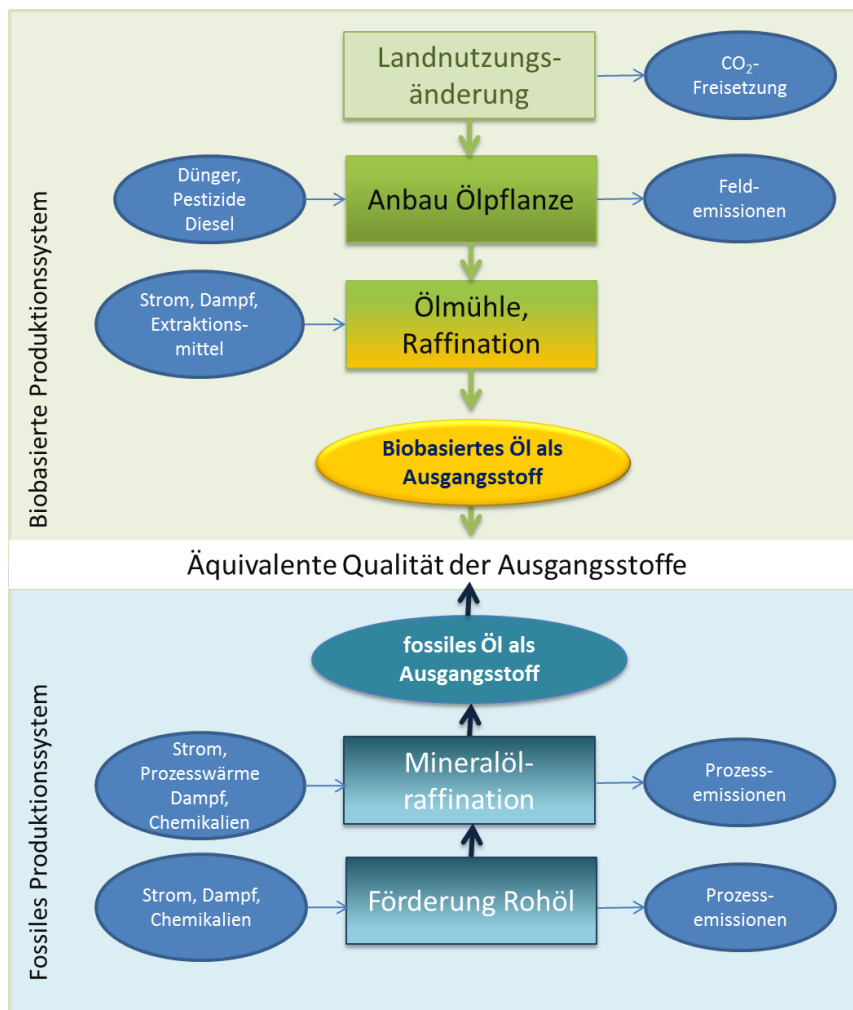 Biobasierte Produktionssystem
Landnutzungs-
änderung
CO₂-
Freisetzung
Dünger,
Pestizide
Diesel
Anbau Ölpflanze
Feld-
emissionen
Strom, Dampf,
Extraktions-
mittel
Ölmühle,
Raffination
Biobasiertes Öl als
Ausgangsstoff
Äquivalente Qualität der Ausgangsstoffe
Fossiles Produktionssystem
fossiles Öl als
Ausgangsstoff
Strom,
Prozesswärme
Dampf,
Chemikalien
Mineralöl-
raffination
Prozess-
emissionen
Strom, Dampf,
Chemikalien
Förderung Rohöl
Prozess-
emissionen